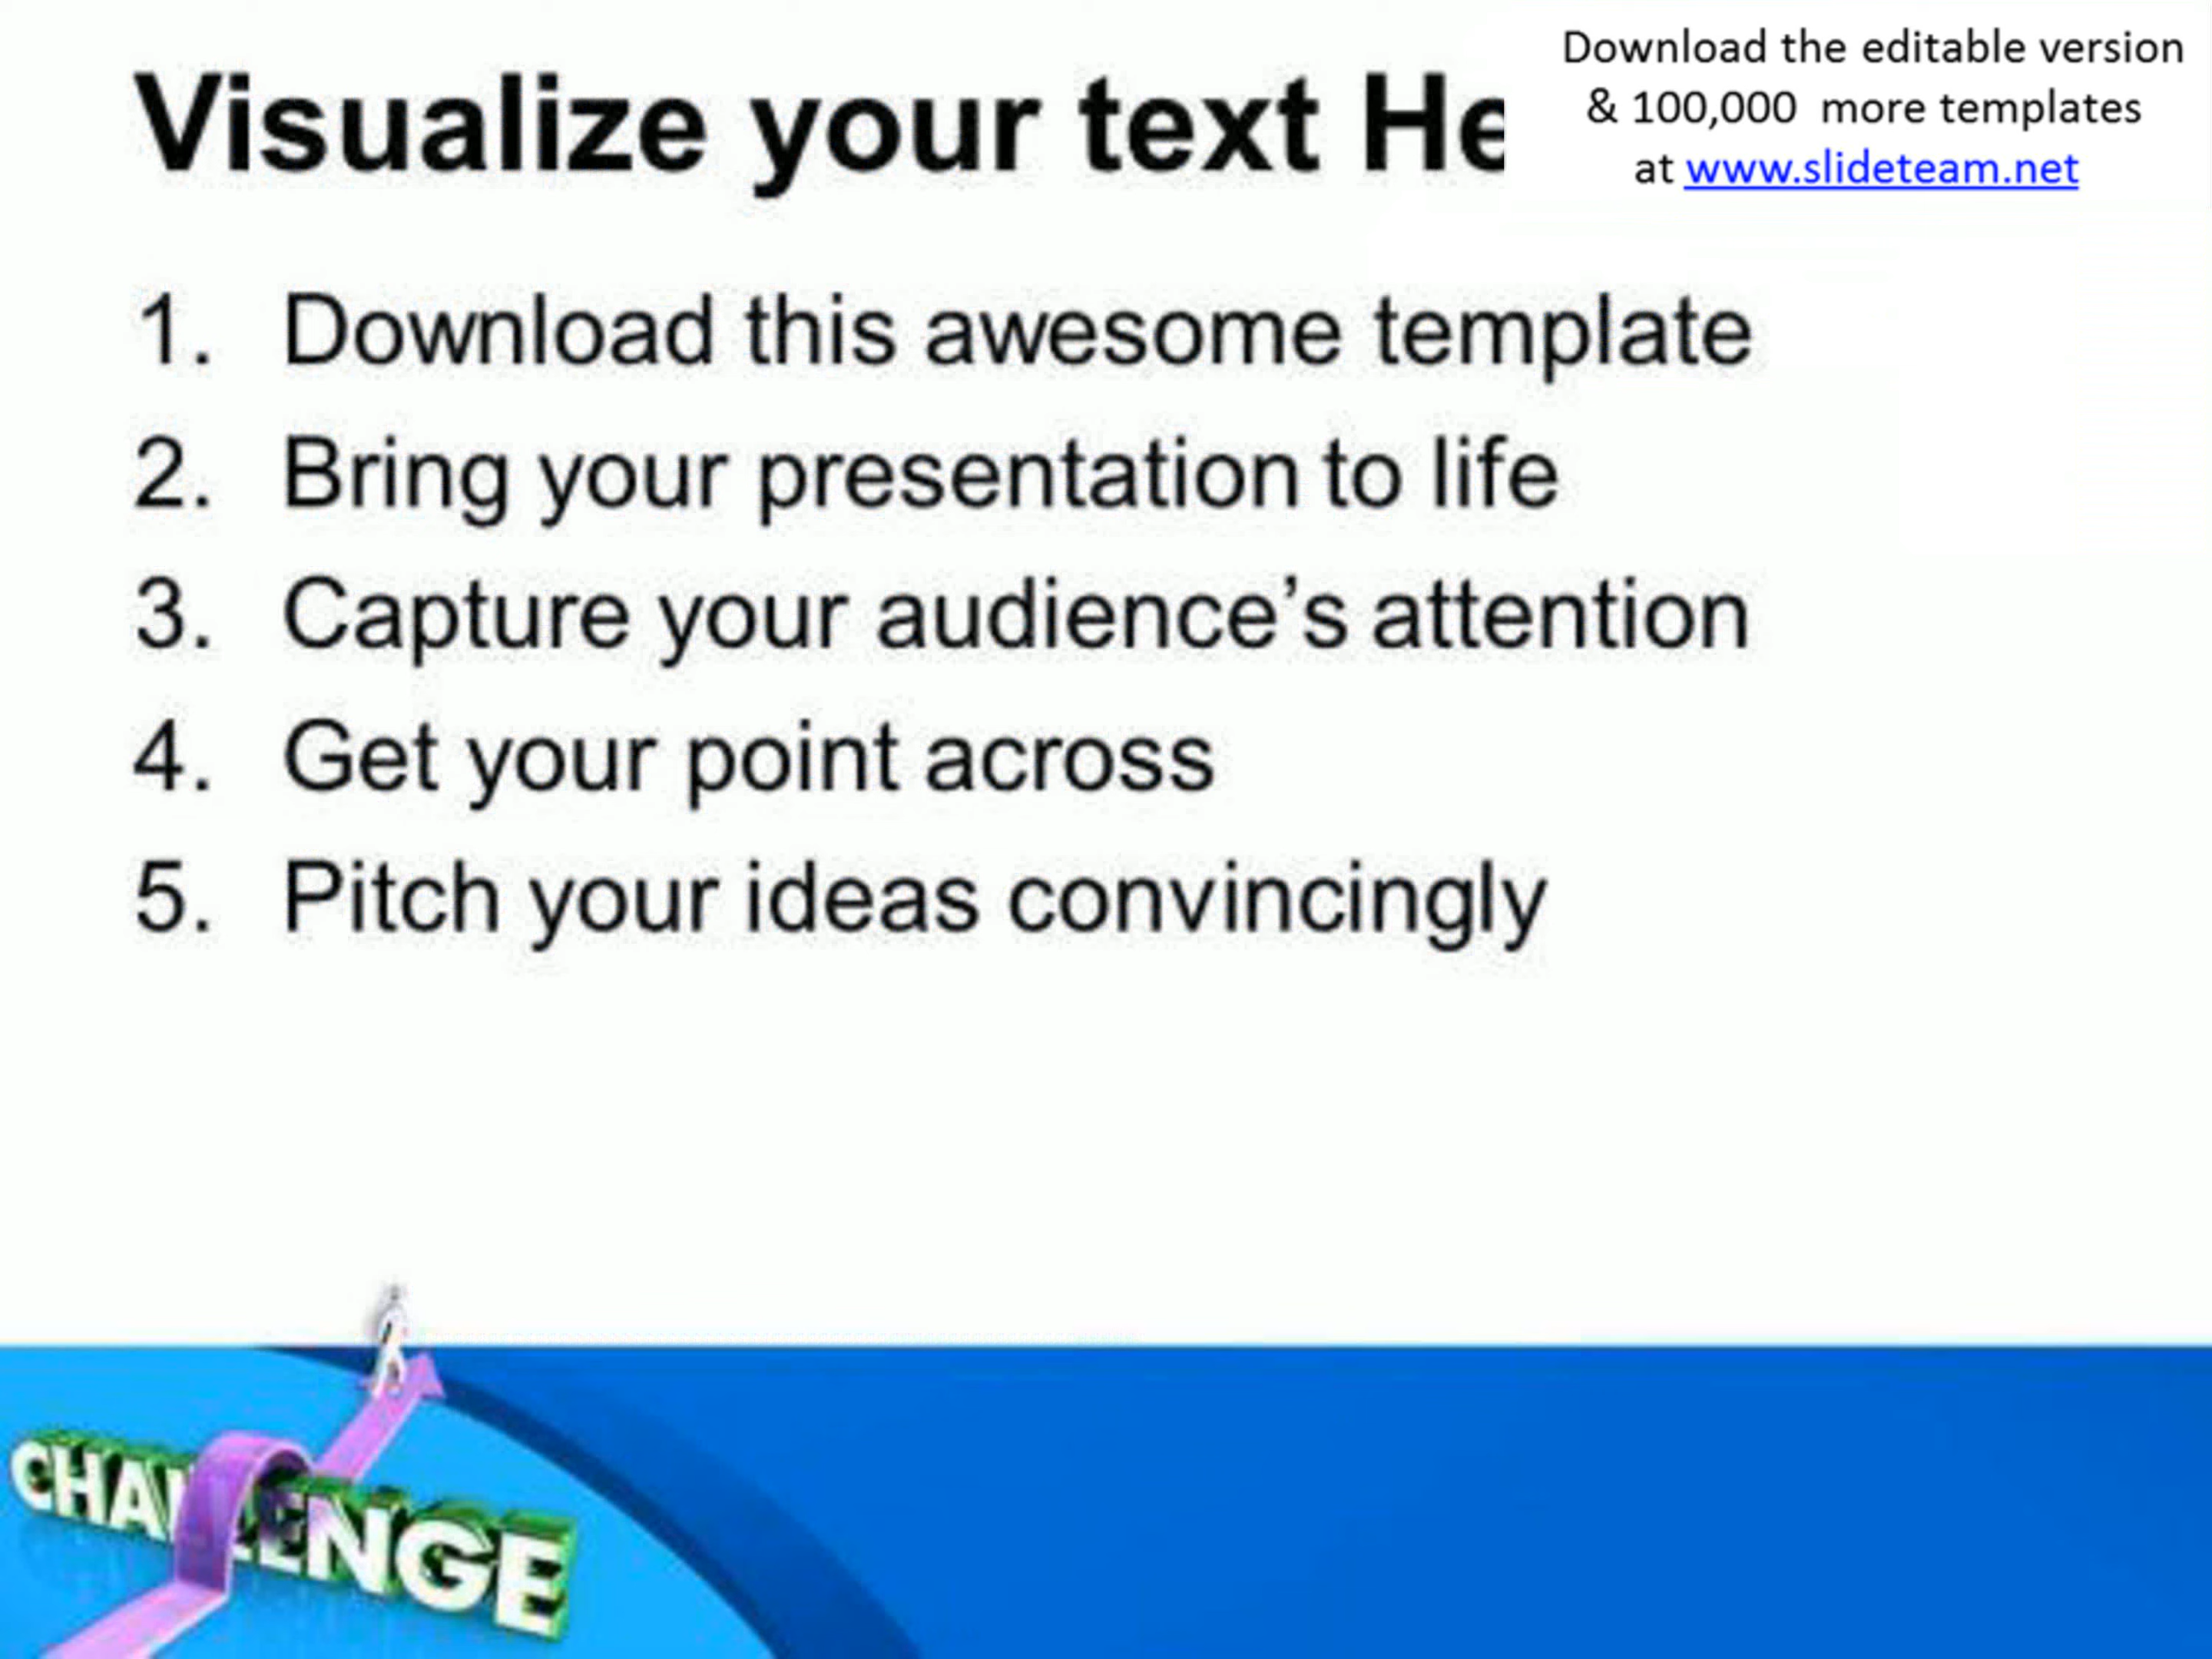 Visualize your text He
Download the editable version
& 100,000 more templates
at www.slideteam.net
1. Download this awesome template
2. Bring your presentation to life
3. Capture your audience’s attention
4. Get your point across
5. Pitch your ideas convincingly
CHALLENGE